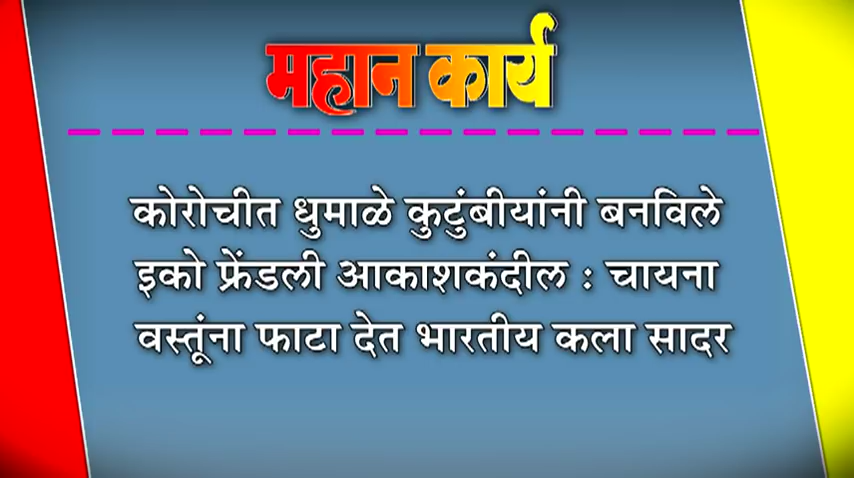 महान कार्य
कोरोचीत धुमाळे कुटुंबीयांनी बनविले
इको फ्रेंडली आकाशकंदील : चायना
वस्तूंना फाटा देत भारतीय कला सादर